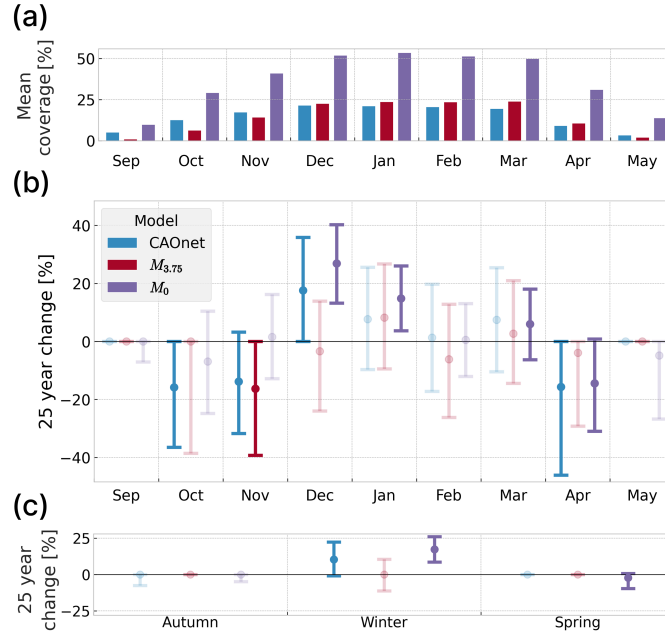 (a)
Mean
coverage [%]
50
25
0
Sep Oct Nov Dec Jan Feb Mar Apr May
(b)
25 year change [%]
40
20
0
−20
−40
Model
CAOnet
M3.75
M0
Sep Oct Nov Dec Jan Feb Mar Apr May
(c)
25 year
change [%]
25
0
−25
Autumn Winter Spring